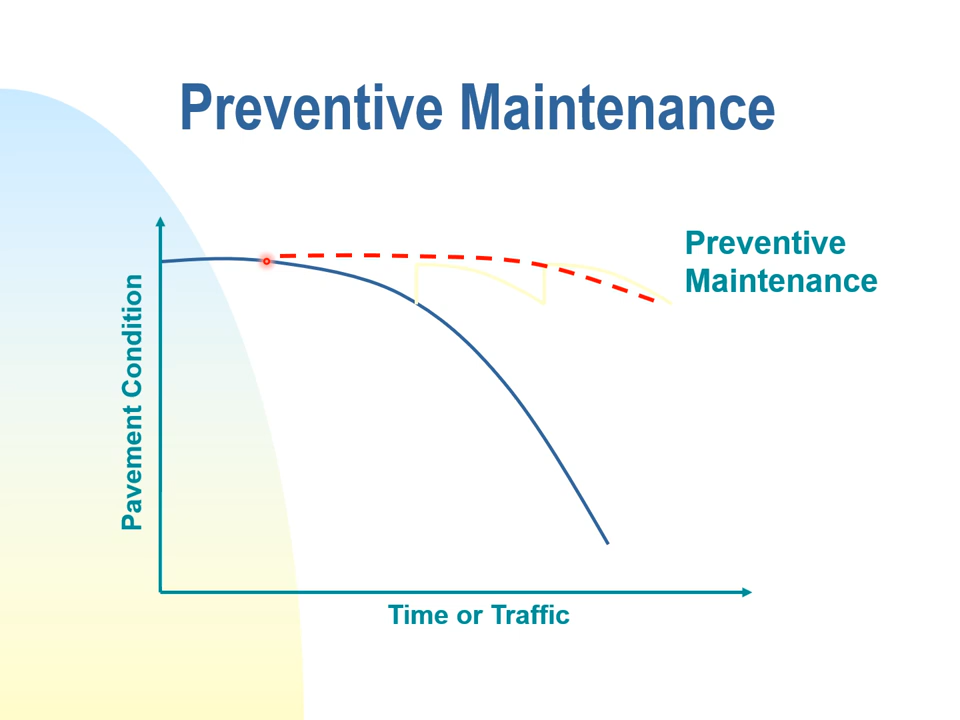 Preventive Maintenance
Preventive
Maintenance
Pavement Condition
Time or Traffic